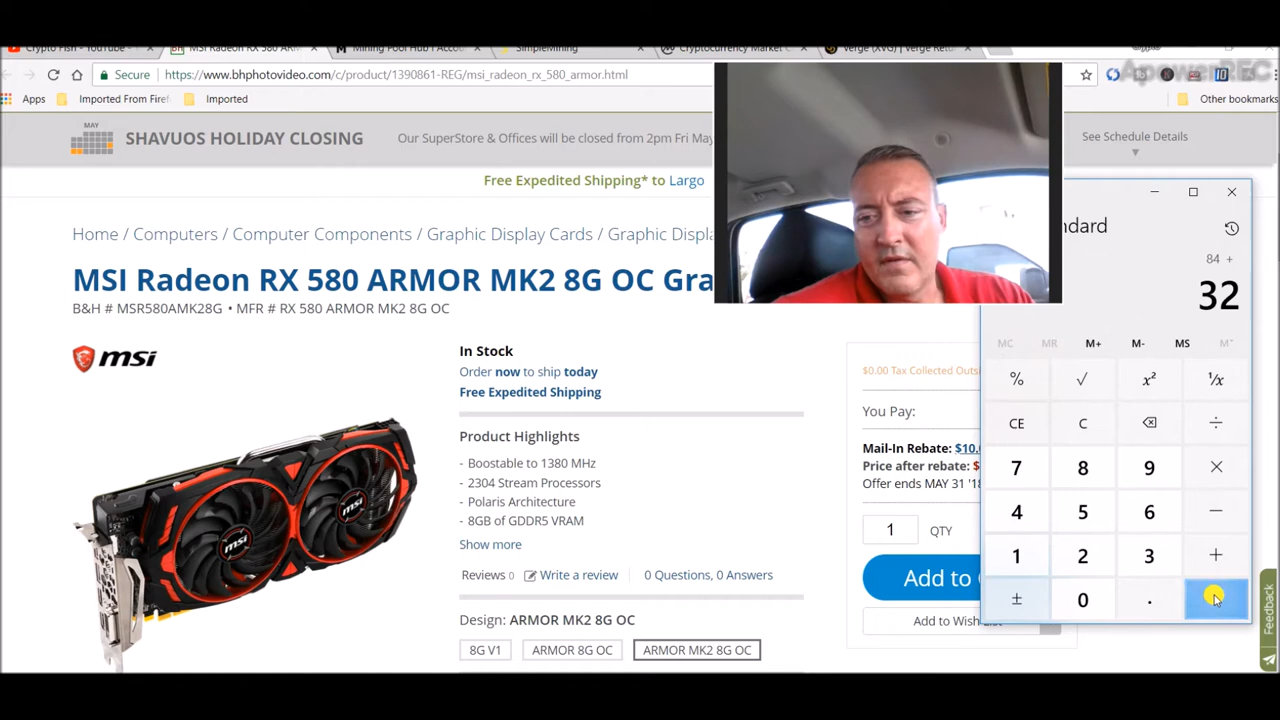 Crypto Fish - YouTube
MSI Radeon RX 580 ARM
Mining Pool Hub | Accou
SimpleMining
Cryptocurrency Market C
Verge (XVG) | Verge Retu
Secure
https://www.bhphotovideo.com/c/product/1390861-REG/msi_radeon_rx_580_armor.html
ApowerREC
Apps
Imported From Firef
Imported
Other bookmarks
MAY
SHAVUOS HOLIDAY CLOSING
Our SuperStore & Offices will be closed from 2pm Fri May
See Schedule Details
Free Expedited Shipping* to Largo
Home / Computers / Computer Components / Graphic Display Cards / Graphic Displa
MSI Radeon RX 580 ARMOR MK2 8G OC Gra
B&H # MSR580AMK28G • MFR # RX 580 ARMOR MK2 8G OC
msi
In Stock
Order now to ship today
Free Expedited Shipping
Product Highlights
- Boostable to 1380 MHz
- 2304 Stream Processors
- Polaris Architecture
- 8GB of GDDR5 VRAM
Show more
Reviews 0
Write a review
0 Questions, 0 Answers
Design: ARMOR MK2 8G OC
8G V1
ARMOR 8G OC
ARMOR MK2 8G OC
msi
msi
$0.00 Tax Collected Outs
You Pay:
Mail-In Rebate: $10.
Price after rebate: $
Offer ends MAY 31 '18
1
QTY
Add to C
Add to Wish List
ndard
84 +
32
MC MR M+ M- MS M˅
% √ x² ¹/x
CE C ⌫ ÷
7 8 9 ×
4 5 6 −
1 2 3 +
± 0 .
Feedback